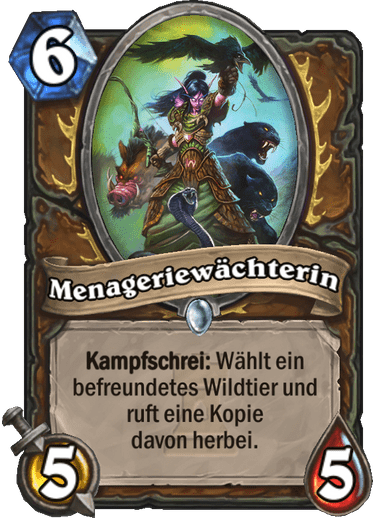 6
Menageriewächterin
Kampfschrei: Wählt ein
befreundetes Wildtier und
ruft eine Kopie
davon herbei.
5 5